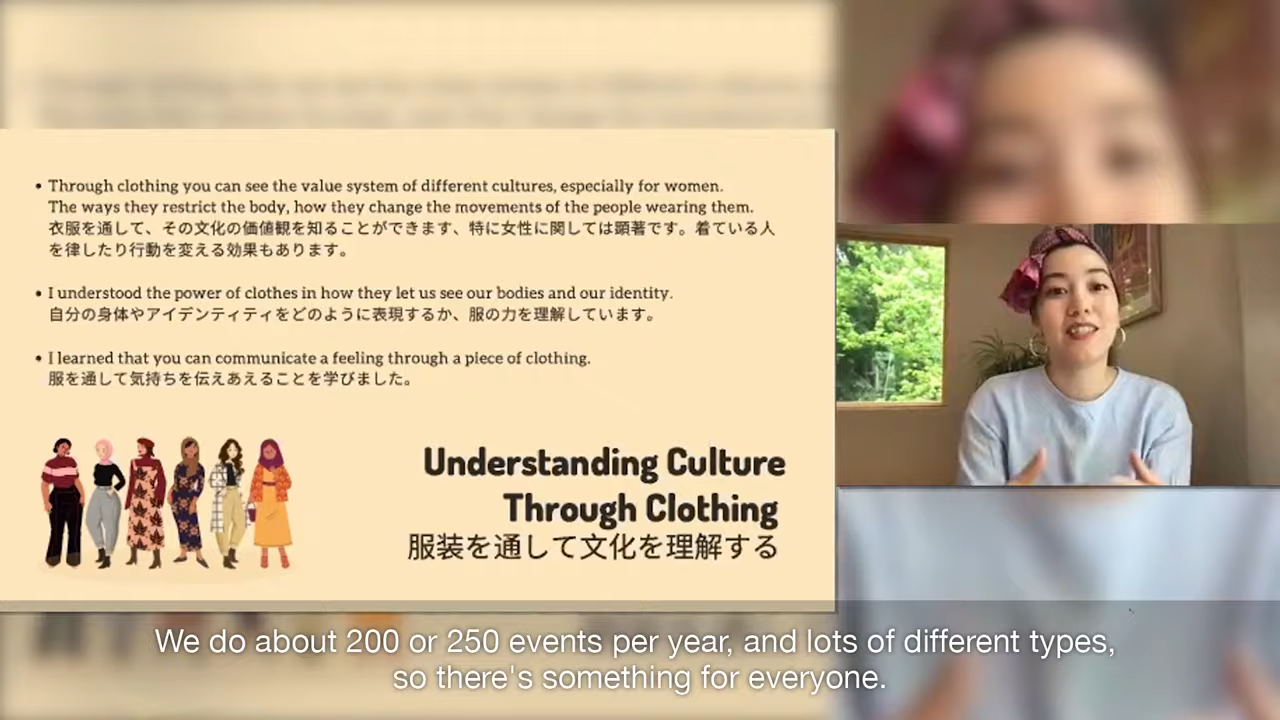 • Through clothing you can see the value system of different cultures, especially for women.
The ways they restrict the body, how they change the movements of the people wearing them.
衣服を通して、その文化の価値観を知ることができます、特に女性に関しては顕著です。着ている人
を律したり行動を変える効果もあります。
• I understood the power of clothes in how they let us see our bodies and our identity.
自分の身体やアイデンティティをどのように表現するか、服の力を理解しています。
• I learned that you can communicate a feeling through a piece of clothing.
服を通して気持ちを伝えあえることを学びました。
Understanding Culture
Through Clothing
服装を通して文化を理解する
We do about 200 or 250 events per year, and lots of different types,
so there's something for everyone.